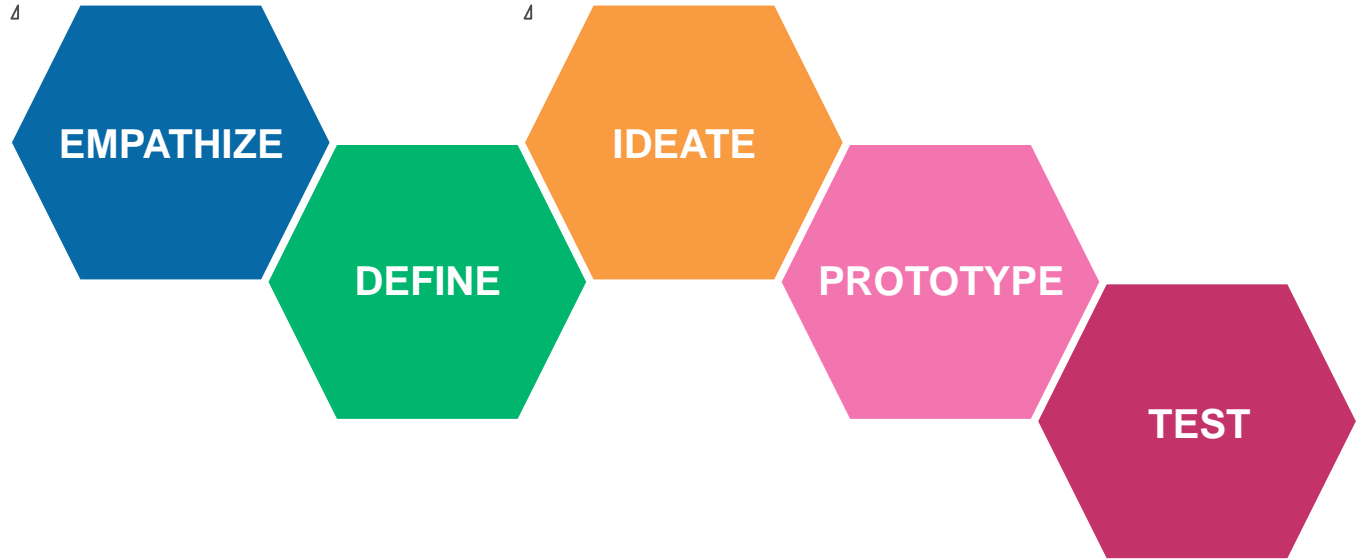 EMPATHIZE
DEFINE
IDEATE
PROTOTYPE
TEST